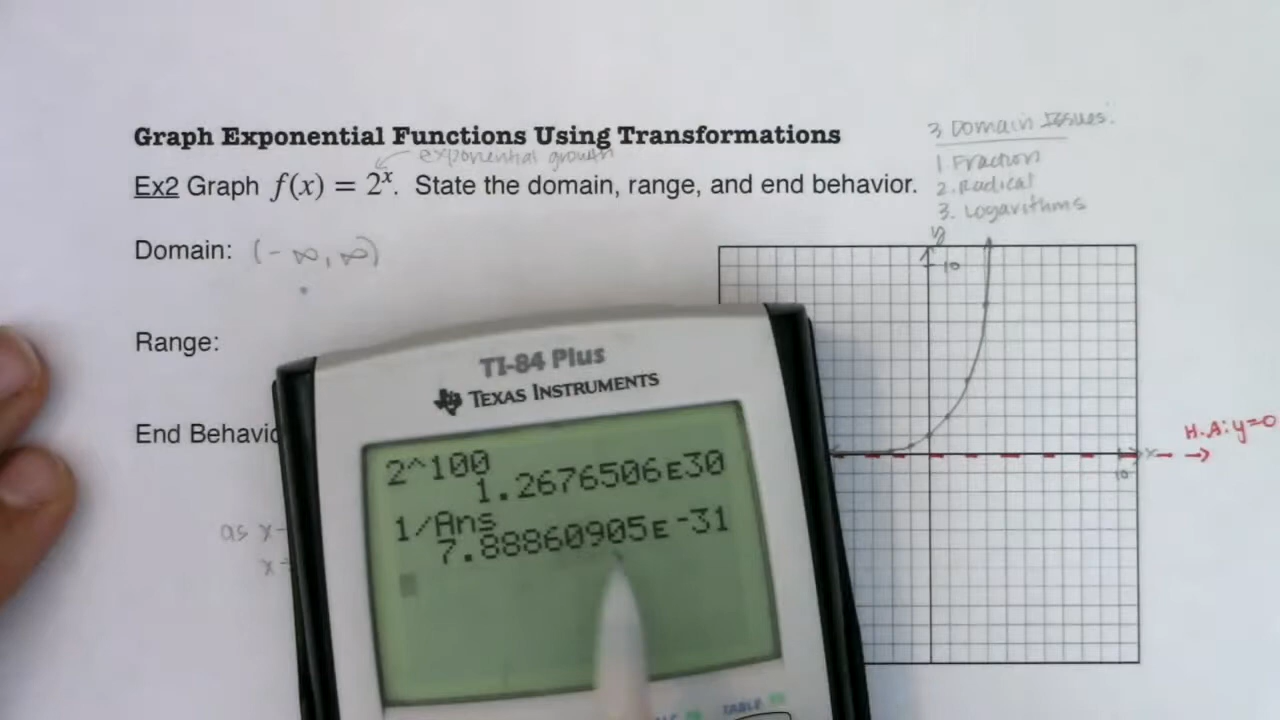 Graph Exponential Functions Using Transformations
exponential growth
Ex2 Graph f(x) = 2^x. State the domain, range, and end behavior.
3 Domain Issues:
1 Fraction
2. Radical
3. Logarithms
Domain: (-∞, ∞)
y
10
Range:
TI-84 Plus
TEXAS INSTRUMENTS
End Behavio
H.A: y=0
x
10
2^100
1.2676506E30
1/Ans
7.88860905E-31
as x-
x-
TABLE